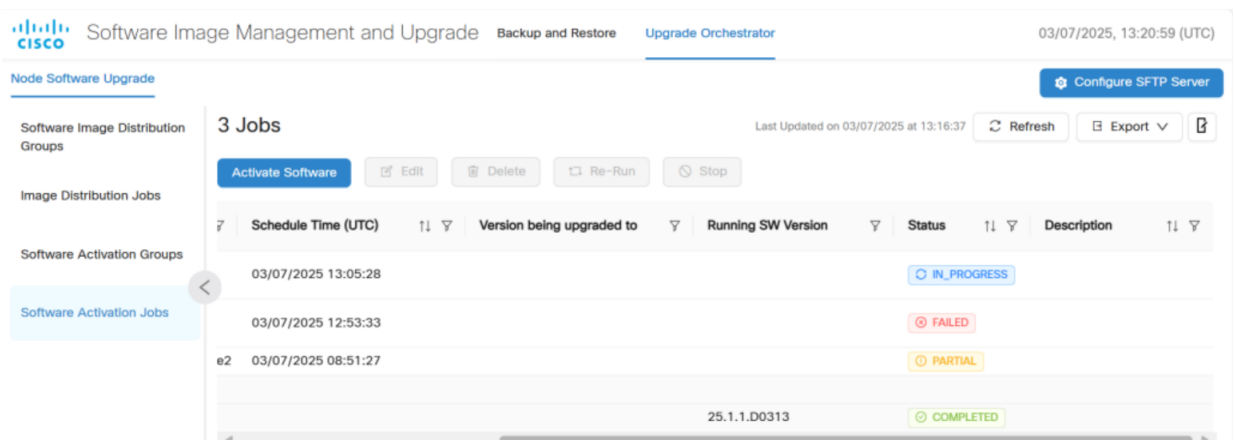 CISCO
Software Image Management and Upgrade Backup and Restore Upgrade Orchestrator 03/07/2025, 13:20:59 (UTC)
Node Software Upgrade Configure SFTP Server
Software Image Distribution
Groups
Image Distribution Jobs
Software Activation Groups
Software Activation Jobs
3 Jobs Last Updated on 03/07/2025 at 13:16:37 Refresh Export
Activate Software Edit Delete Re-Run Stop
Schedule Time (UTC) Version being upgraded to Running SW Version Status Description
03/07/2025 13:05:28 IN_PROGRESS
03/07/2025 12:53:33 FAILED
e2 03/07/2025 08:51:27 PARTIAL
25.1.1.D0313 COMPLETED